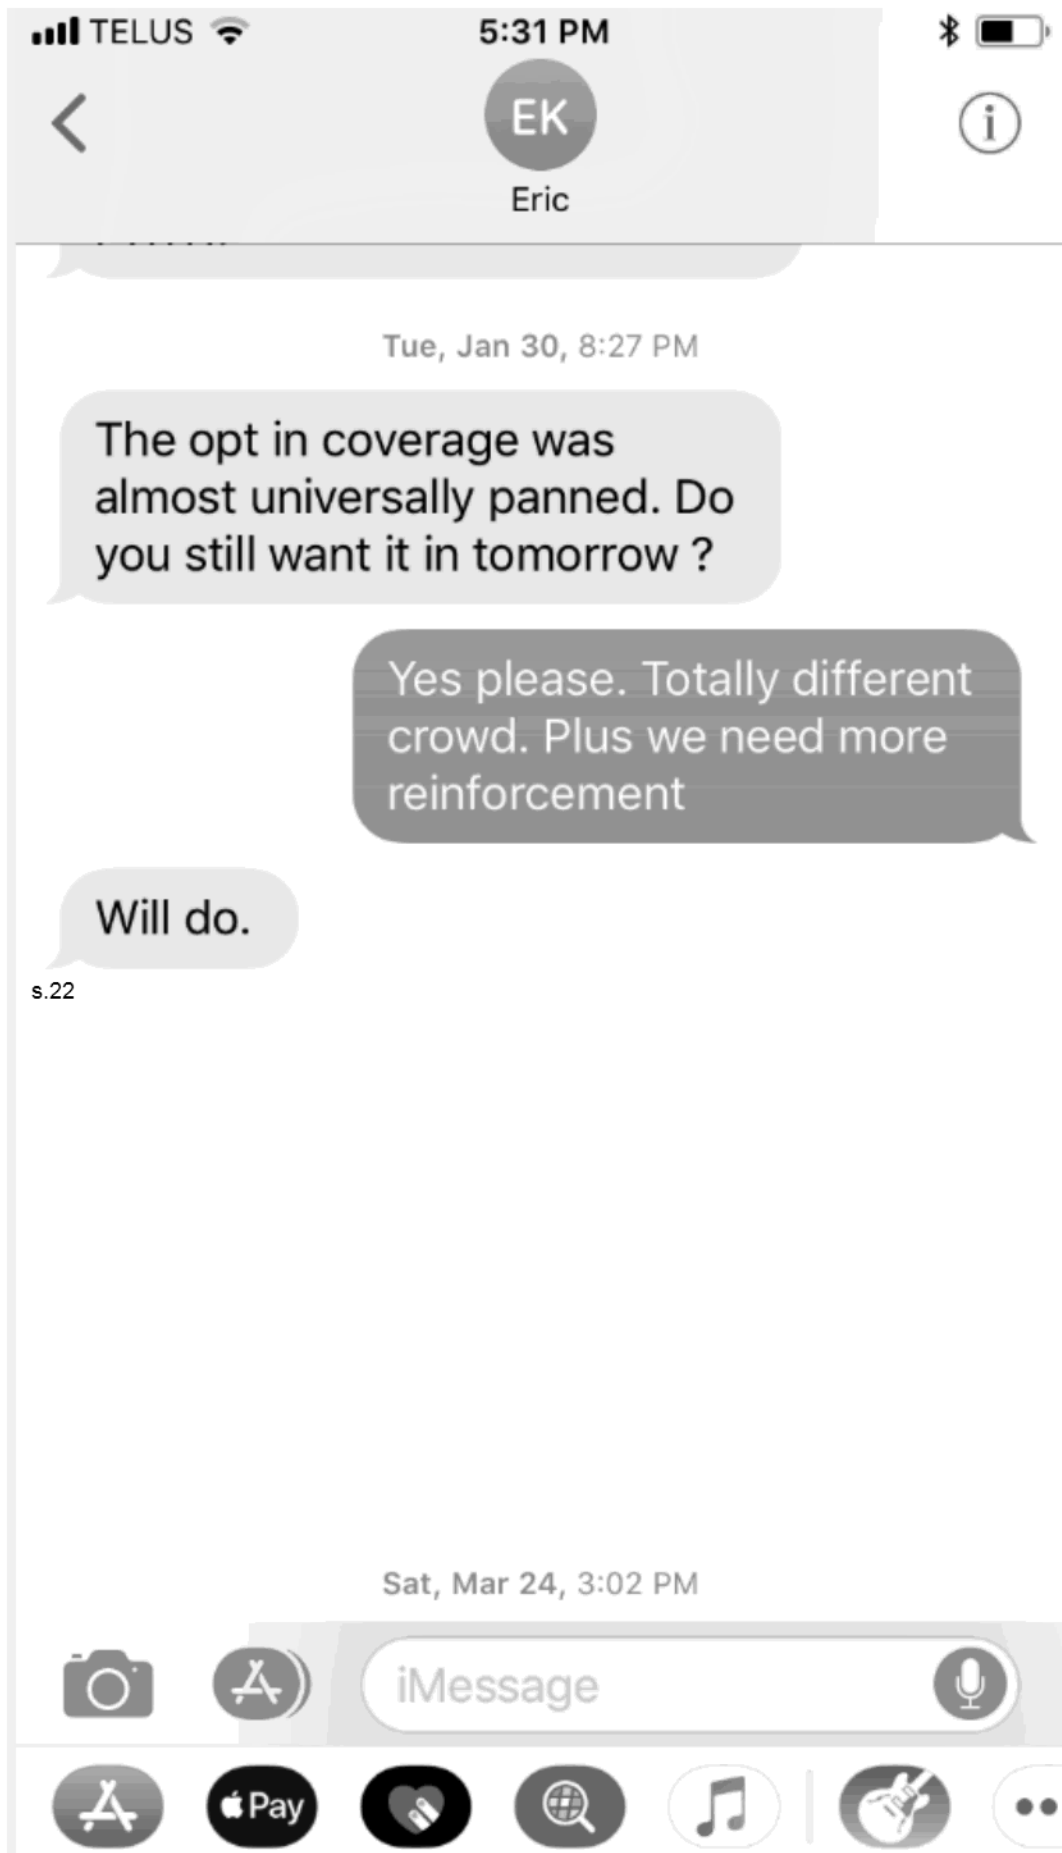 TELUS 5:31 PM
EK
Eric
Tue, Jan 30, 8:27 PM
The opt in coverage was
almost universally panned. Do
you still want it in tomorrow ?
Yes please. Totally different
crowd. Plus we need more
reinforcement
Will do.
s.22
Sat, Mar 24, 3:02 PM
iMessage
Pay